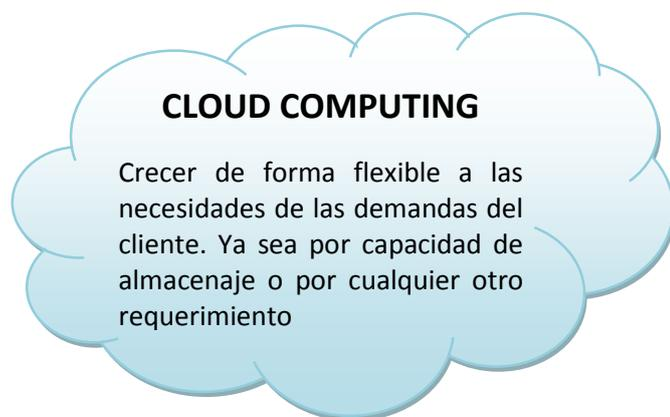 CLOUD COMPUTING
Crecer de forma flexible a las
necesidades de las demandas del
cliente. Ya sea por capacidad de
almacenaje o por cualquier otro
requerimiento